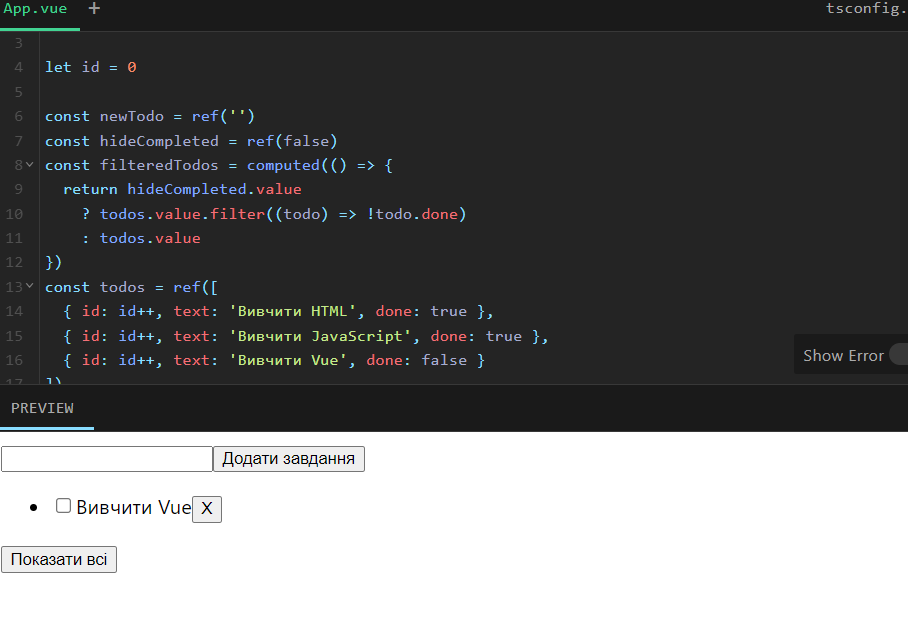 App.vue + tsconfig.
3
4 let id = 0
5
6 const newTodo = ref('')
7 const hideCompleted = ref(false)
8 const filteredTodos = computed(() => {
9 return hideCompleted.value
10 ? todos.value.filter((todo) => !todo.done)
11 : todos.value
12 })
13 const todos = ref([
14 { id: id++, text: 'Вивчити HTML', done: true },
15 { id: id++, text: 'Вивчити JavaScript', done: true },
16 { id: id++, text: 'Вивчити Vue', done: false }
17 ])
Show Error
PREVIEW
Додати завдання
Вивчити Vue X
Показати всі